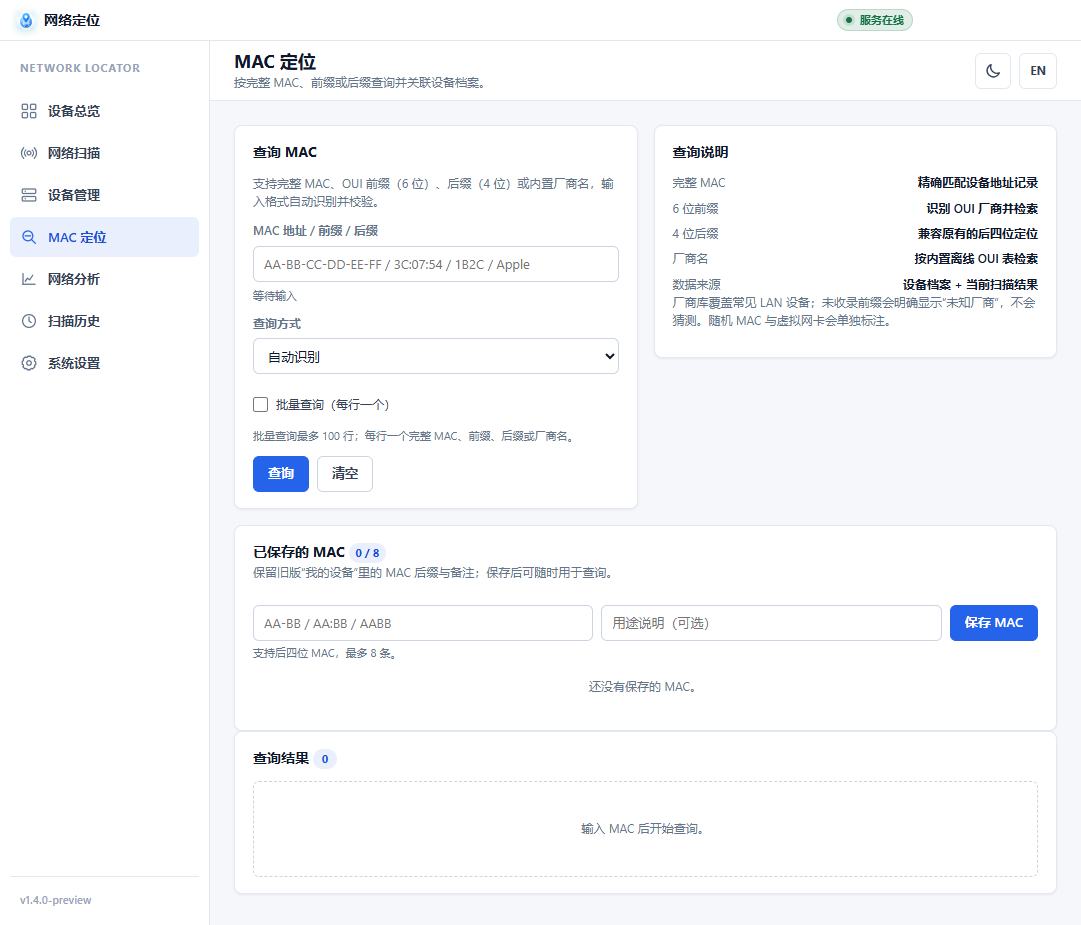 网络定位
服务在线
NETWORK LOCATOR
设备总览
网络扫描
设备管理
MAC 定位
网络分析
扫描历史
系统设置
v1.4.0-preview
MAC 定位
按完整 MAC、前缀或后缀查询并关联设备档案。
EN
查询 MAC
支持完整 MAC、OUI 前缀（6 位）、后缀（4 位）或内置厂商名，输
入格式自动识别并校验。
MAC 地址 / 前缀 / 后缀
AA-BB-CC-DD-EE-FF / 3C:07:54 / 1B2C / Apple
等待输入
查询方式
自动识别
批量查询（每行一个）
批量查询最多 100 行；每行一个完整 MAC、前缀、后缀或厂商名。
查询
清空
查询说明
完整 MAC 精确匹配设备地址记录
6 位前缀 识别 OUI 厂商并检索
4 位后缀 兼容原有的后四位定位
厂商名 按内置离线 OUI 表检索
数据来源 设备档案 + 当前扫描结果
厂商库覆盖常见 LAN 设备；未收录前缀会明确显示“未知厂商”，不会
猜测。随机 MAC 与虚拟网卡会单独标注。
已保存的 MAC 0 / 8
保留旧版“我的设备”里的 MAC 后缀与备注；保存后可随时用于查询。
AA-BB / AA:BB / AABB
用途说明（可选）
保存 MAC
支持后四位 MAC，最多 8 条。
还没有保存的 MAC。
查询结果 0
输入 MAC 后开始查询。